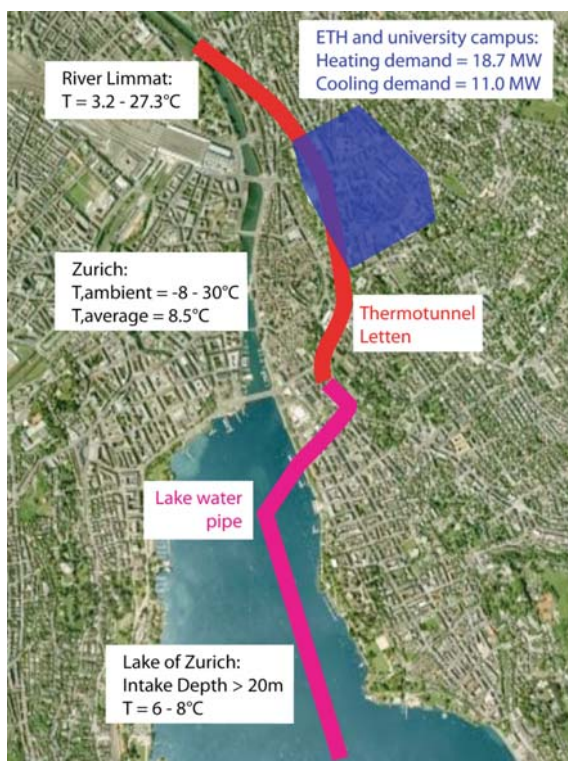 ETH and university campus:
Heating demand = 18.7 MW
Cooling demand = 11.0 MW
River Limmat:
T = 3.2 - 27.3°C
Zurich:
T,ambient = -8 - 30°C
T,average = 8.5°C
Thermotunnel
Letten
Lake water
pipe
Lake of Zurich:
Intake Depth > 20m
T = 6 - 8°C